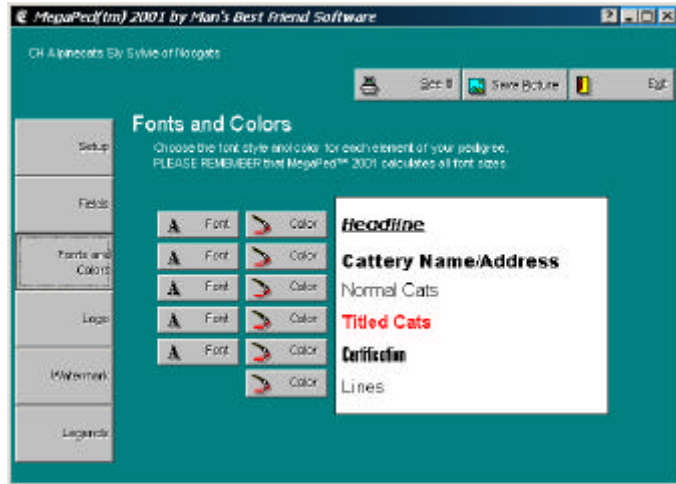 MegaPed(tm) 2001 by Man's Best Friend Software
CH Alpinecats Sly Sylvie of Noogats
See It
Save Picture
Exit
Fonts and Colors
Choose the font style and color for each element of your pedigree.
PLEASE REMEMBER that MegaPed™ 2001 calculates all font sizes.
Setup
Fields
Fonts and
Colors
Logo
Watermark
Legends
Font Color Headline
Font Color Cattery Name/Address
Font Color Normal Cats
Font Color Titled Cats
Font Color Certification
Color Lines